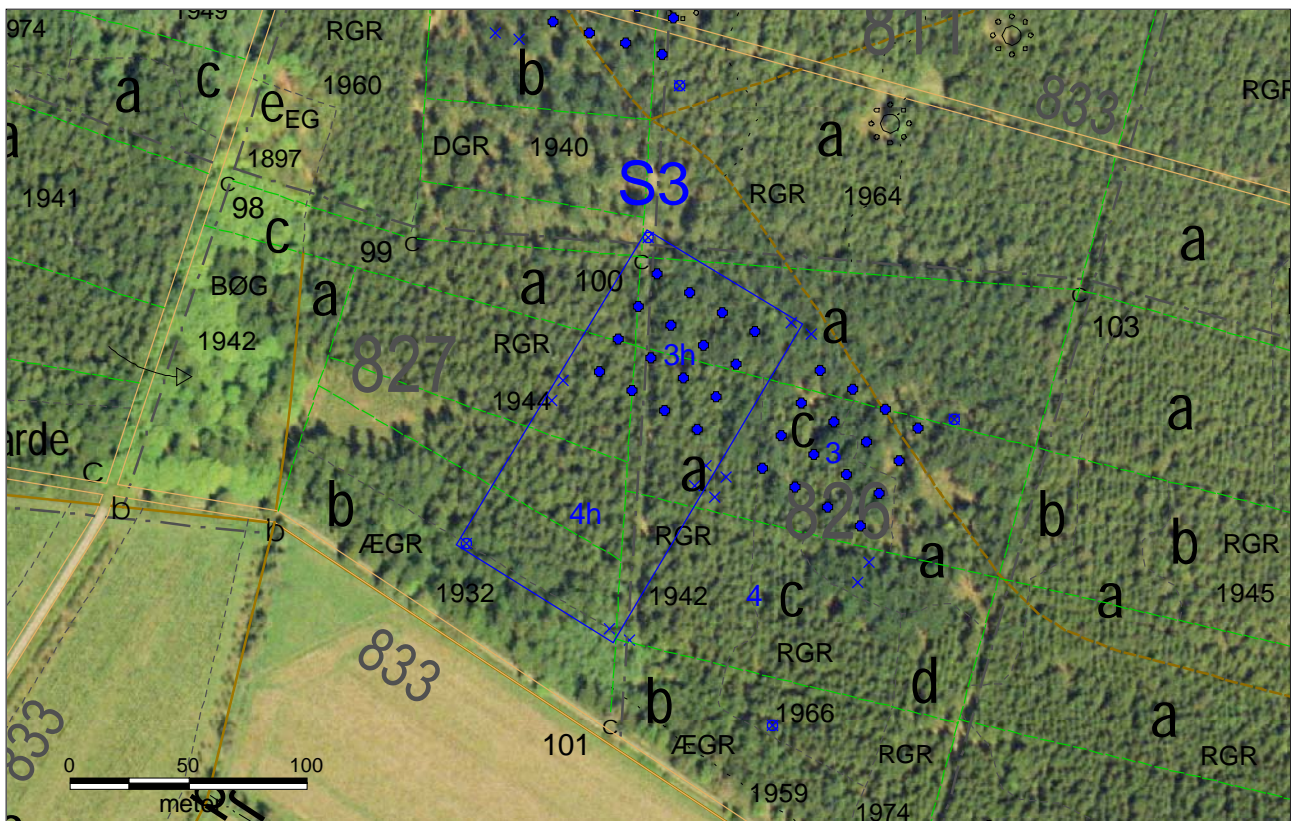 1949
974
RGR
811
a
c
b
1960
833
RGR
e
EG
DGR
1940
a
1897
S3
RGR
1964
1941
98
c
99
a
100
a
a
a
a
103
BØG
1942
RGR
3h
827
1944
c
3
a
arde
a
C
b
b
b
4h
826
b
b
ÆGR
RGR
a
RGR
1932
1942
4
c
a
1945
833
RGR
d
b
1966
a
101
ÆGR
RGR
RGR
833
0 50 100
meter
1959
1974